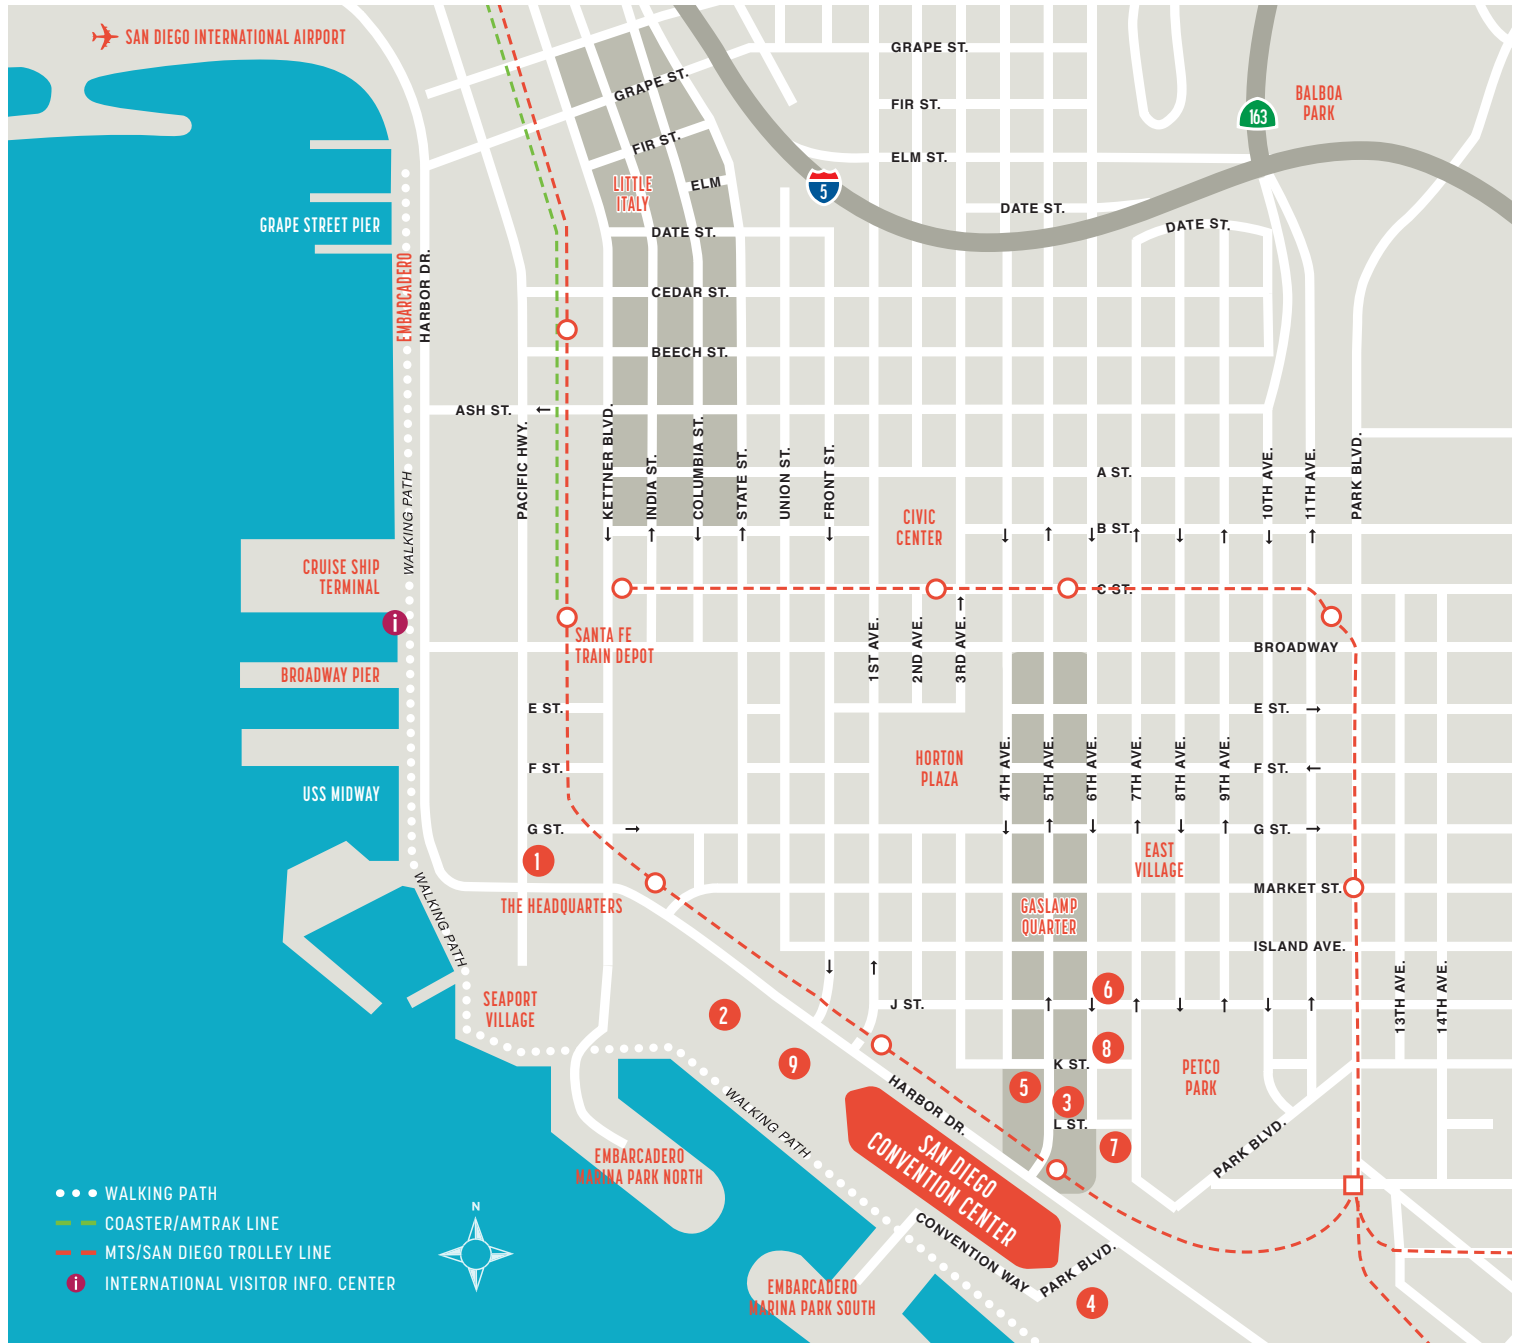 SAN DIEGO INTERNATIONAL AIRPORT
GRAPE ST.
GRAPE ST.
BALBOA
PARK
FIR ST.
163
FIR ST.
ELM ST.
LITTLE
ITALY
ELM
5
DATE ST.
GRAPE STREET PIER
DATE ST.
DATE ST.
EMBARCADERO
HARBOR DR.
CEDAR ST.
BEECH ST.
ASH ST.
PACIFIC HWY.
KETTNER BLVD.
INDIA ST.
COLUMBIA ST.
STATE ST.
UNION ST.
FRONT ST.
A ST.
10TH AVE.
11TH AVE.
PARK BLVD.
WALKING PATH
CIVIC
CENTER
B ST.
CRUISE SHIP
TERMINAL
C ST.
i
SANTA FE
TRAIN DEPOT
1ST AVE.
2ND AVE.
3RD AVE.
BROADWAY
BROADWAY PIER
E ST.
E ST.
HORTON
PLAZA
4TH AVE.
5TH AVE.
6TH AVE.
7TH AVE.
8TH AVE.
9TH AVE.
F ST.
F ST.
USS MIDWAY
G ST.
G ST.
1
EAST
VILLAGE
MARKET ST.
THE HEADQUARTERS
GASLAMP
QUARTER
WALKING PATH
ISLAND AVE.
SEAPORT
VILLAGE
6
J ST.
13TH AVE.
14TH AVE.
2
8
9
K ST.
PETCO
PARK
5
3
HARBOR DR.
WALKING PATH
L ST.
7
PARK BLVD.
EMBARCADERO
MARINA PARK NORTH
SAN DIEGO
CONVENTION CENTER
WALKING PATH
N
COASTER/AMTRAK LINE
MTS/SAN DIEGO TROLLEY LINE
i
INTERNATIONAL VISITOR INFO. CENTER
CONVENTION WAY
PARK BLVD.
EMBARCADERO
MARINA PARK SOUTH
4